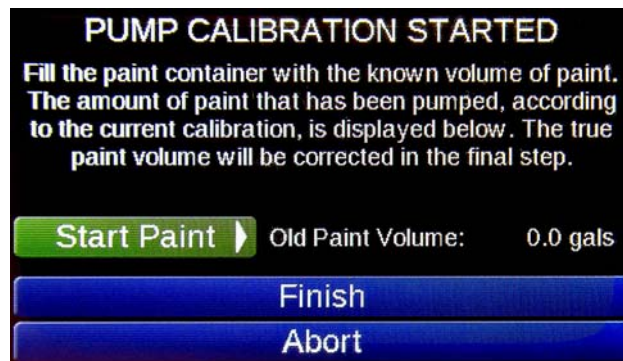 PUMP CALIBRATION STARTED
Fill the paint container with the known volume of paint.
The amount of paint that has been pumped, according
to the current calibration, is displayed below. The true
paint volume will be corrected in the final step.
Start Paint Old Paint Volume: 0.0 gals
Finish
Abort